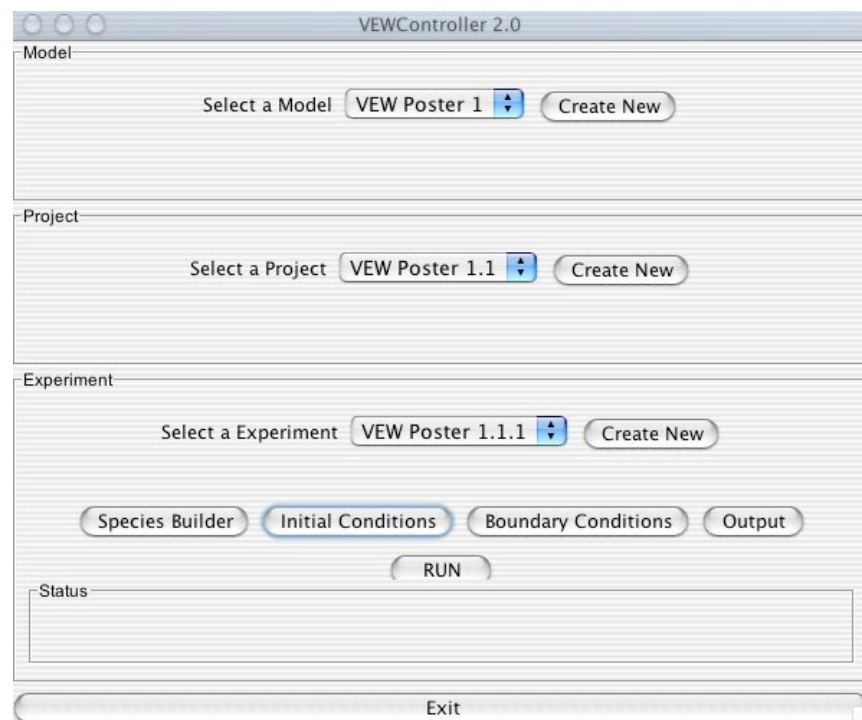 VEWController 2.0
Model
Select a Model VEW Poster 1 Create New
Project
Select a Project VEW Poster 1.1 Create New
Experiment
Select a Experiment VEW Poster 1.1.1 Create New
Species Builder Initial Conditions Boundary Conditions Output
RUN
Status
Exit